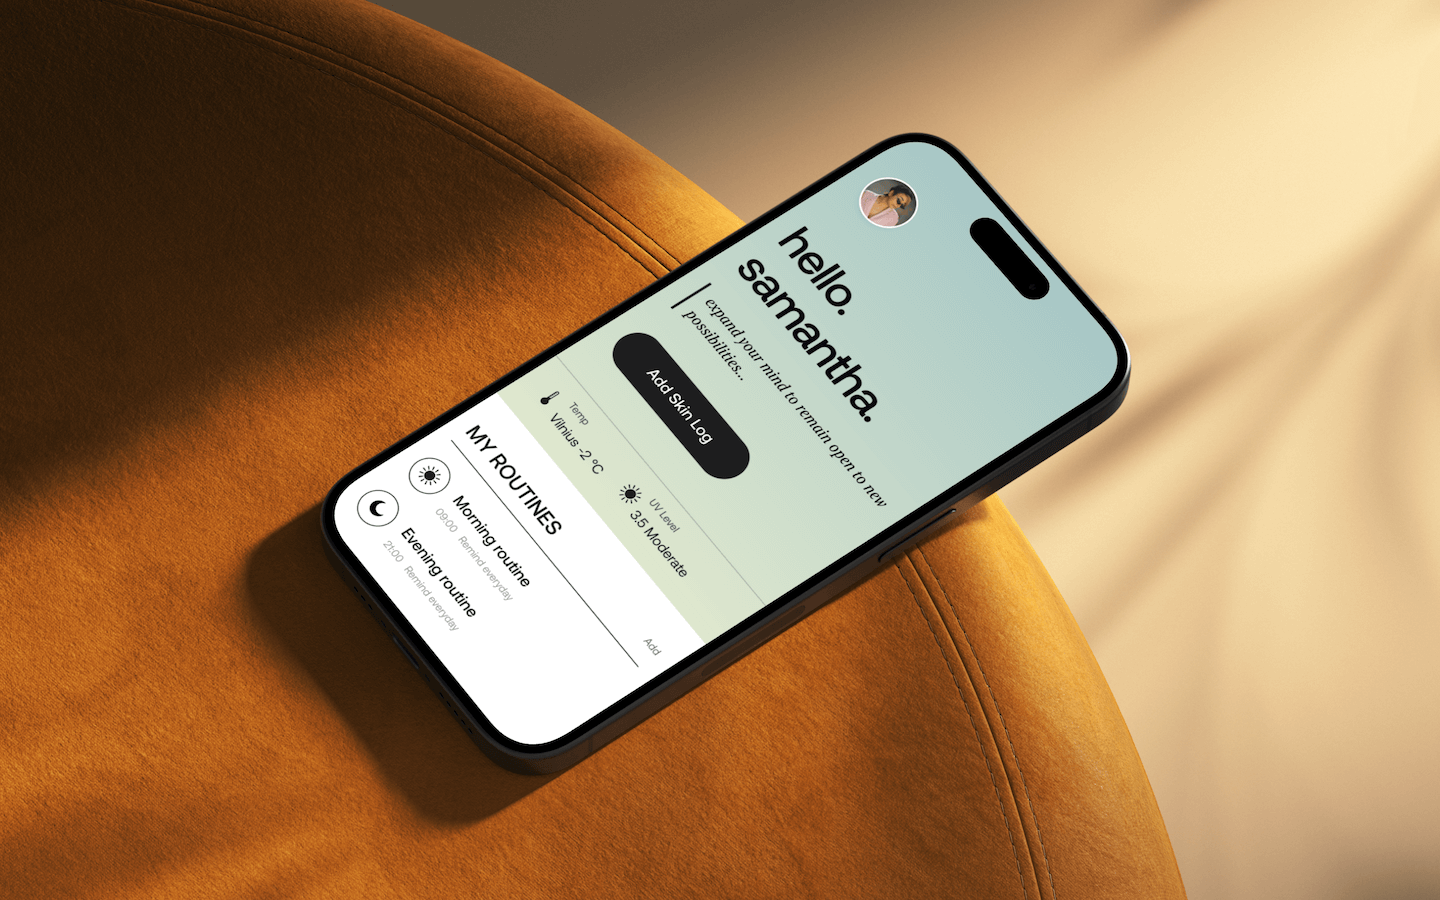 hello.
samantha.
expand your mind to remain open to new
possibilities...
Add Skin Log
Temp
Vilnius -2 °C
UV Level
3.5 Moderate
MY ROUTINES
Add
Morning routine
09:00 Remind everyday
Evening routine
21:00 Remind everyday